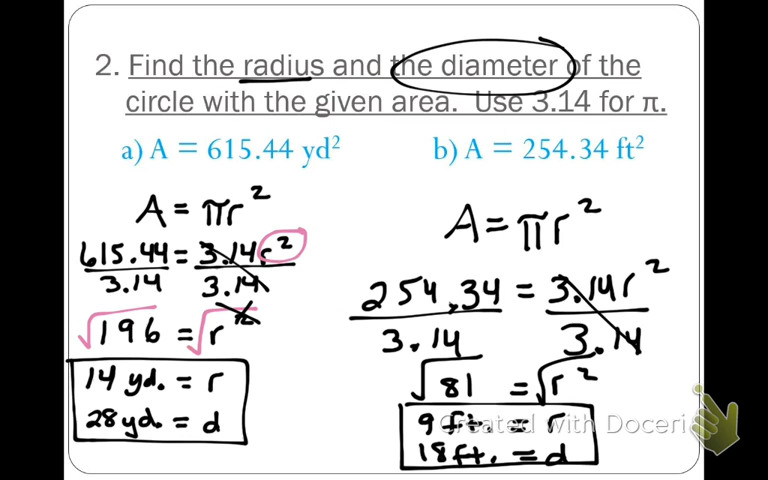 2. Find the radius and the diameter of the
circle with the given area. Use 3.14 for π.
a) A = 615.44 yd²
A = πr²
615.44 = 3.14r²
3.14 3.14
√196 = √r²
14 yd. = r
28 yd. = d
b) A = 254.34 ft²
A = πr²
254.34 = 3.14r²
3.14 3.14
√81 = √r²
9 ft. = r
18 ft. = d
Created with Doceri